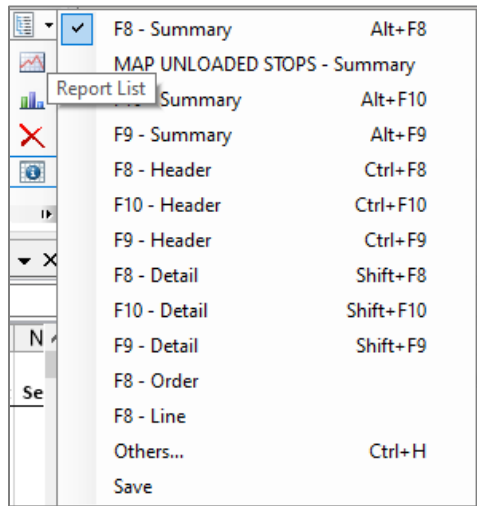 F8 - Summary Alt+F8
MAP UNLOADED STOPS - Summary
Report List
Summary Alt+F10
F9 - Summary Alt+F9
F8 - Header Ctrl+F8
F10 - Header Ctrl+F10
F9 - Header Ctrl+F9
F8 - Detail Shift+F8
F10 - Detail Shift+F10
F9 - Detail Shift+F9
N
F8 - Order
Se
F8 - Line
Others... Ctrl+H
Save